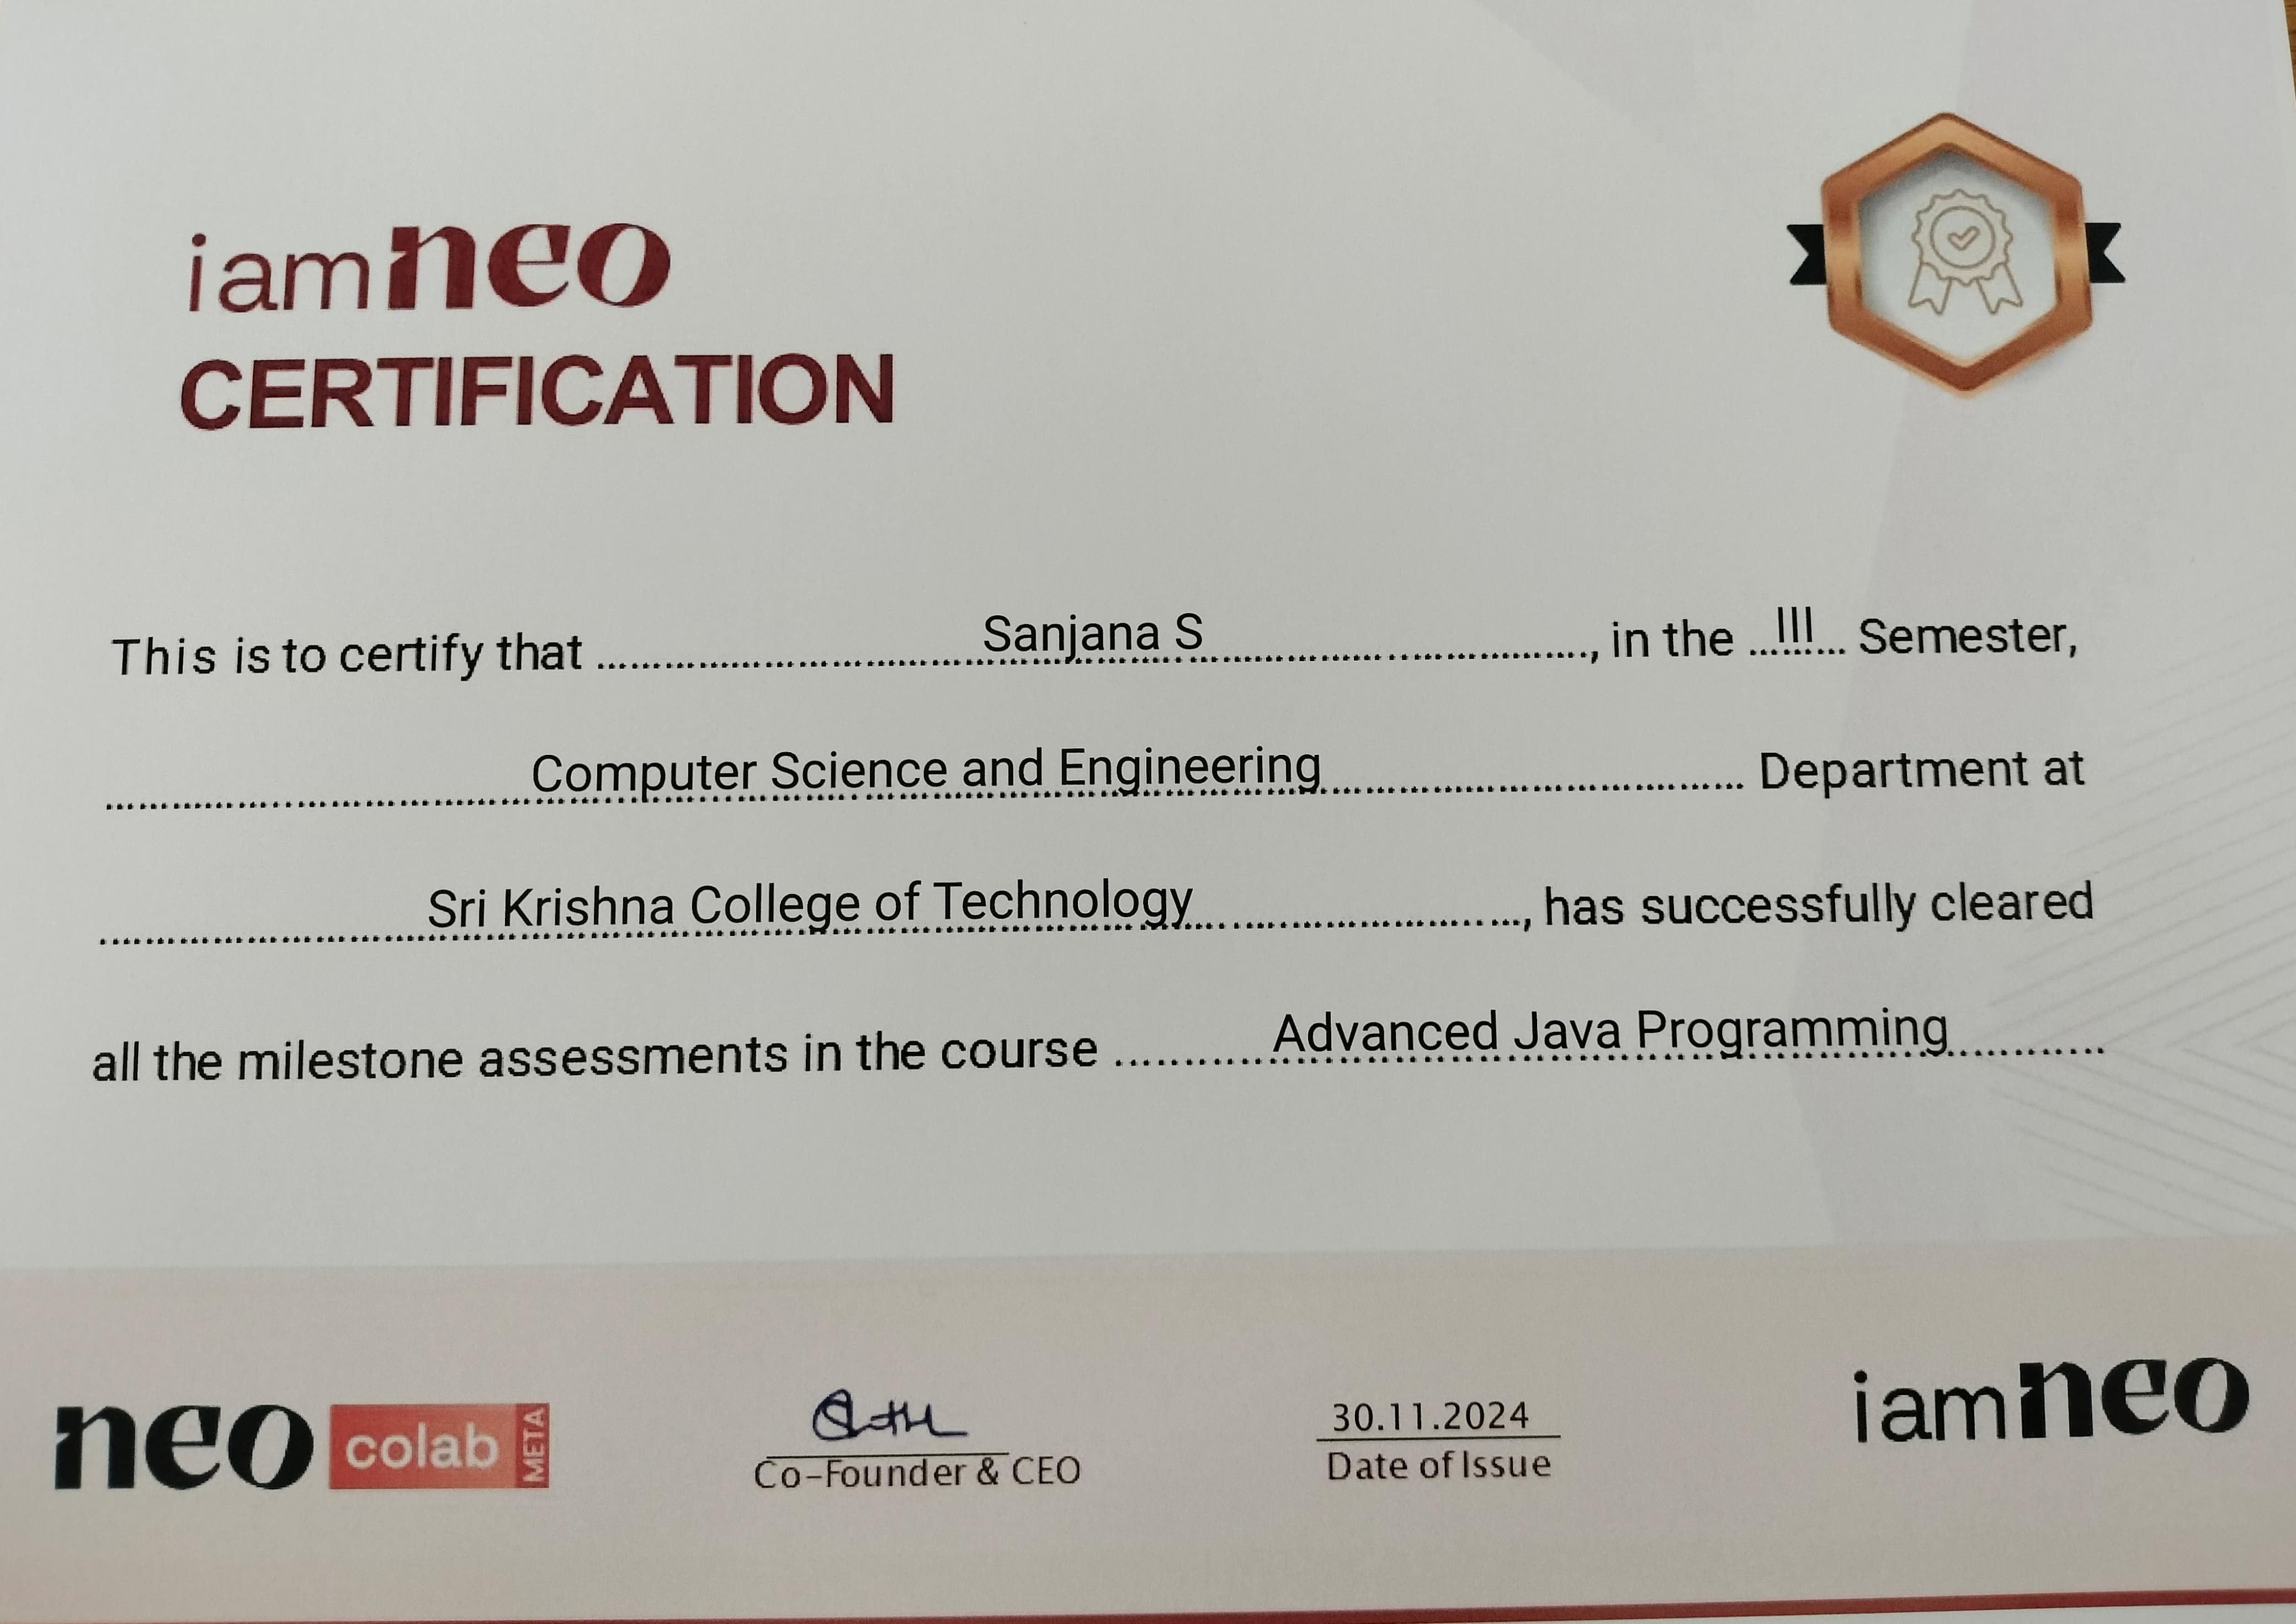 iamneo
CERTIFICATION
This is to certify that Sanjana S, in the III Semester,
Computer Science and Engineering Department at
Sri Krishna College of Technology, has successfully cleared
all the milestone assessments in the course Advanced Java Programming
neo colab META
Co-Founder & CEO
30.11.2024
Date of Issue
iamneo